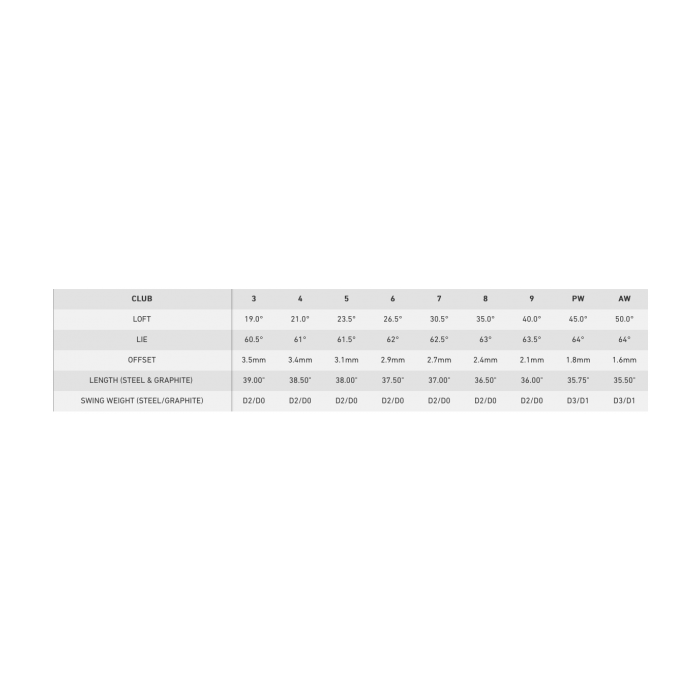 CLUB 3 4 5 6 7 8 9 PW AW
LOFT 19.0° 21.0° 23.5° 26.5° 30.5° 35.0° 40.0° 45.0° 50.0°
LIE 60.5° 61° 61.5° 62° 62.5° 63° 63.5° 64° 64°
OFFSET 3.5mm 3.4mm 3.1mm 2.9mm 2.7mm 2.4mm 2.1mm 1.8mm 1.6mm
LENGTH (STEEL & GRAPHITE) 39.00" 38.50" 38.00" 37.50" 37.00" 36.50" 36.00" 35.75" 35.50"
SWING WEIGHT (STEEL/GRAPHITE) D2/D0 D2/D0 D2/D0 D2/D0 D2/D0 D2/D0 D2/D0 D3/D1 D3/D1